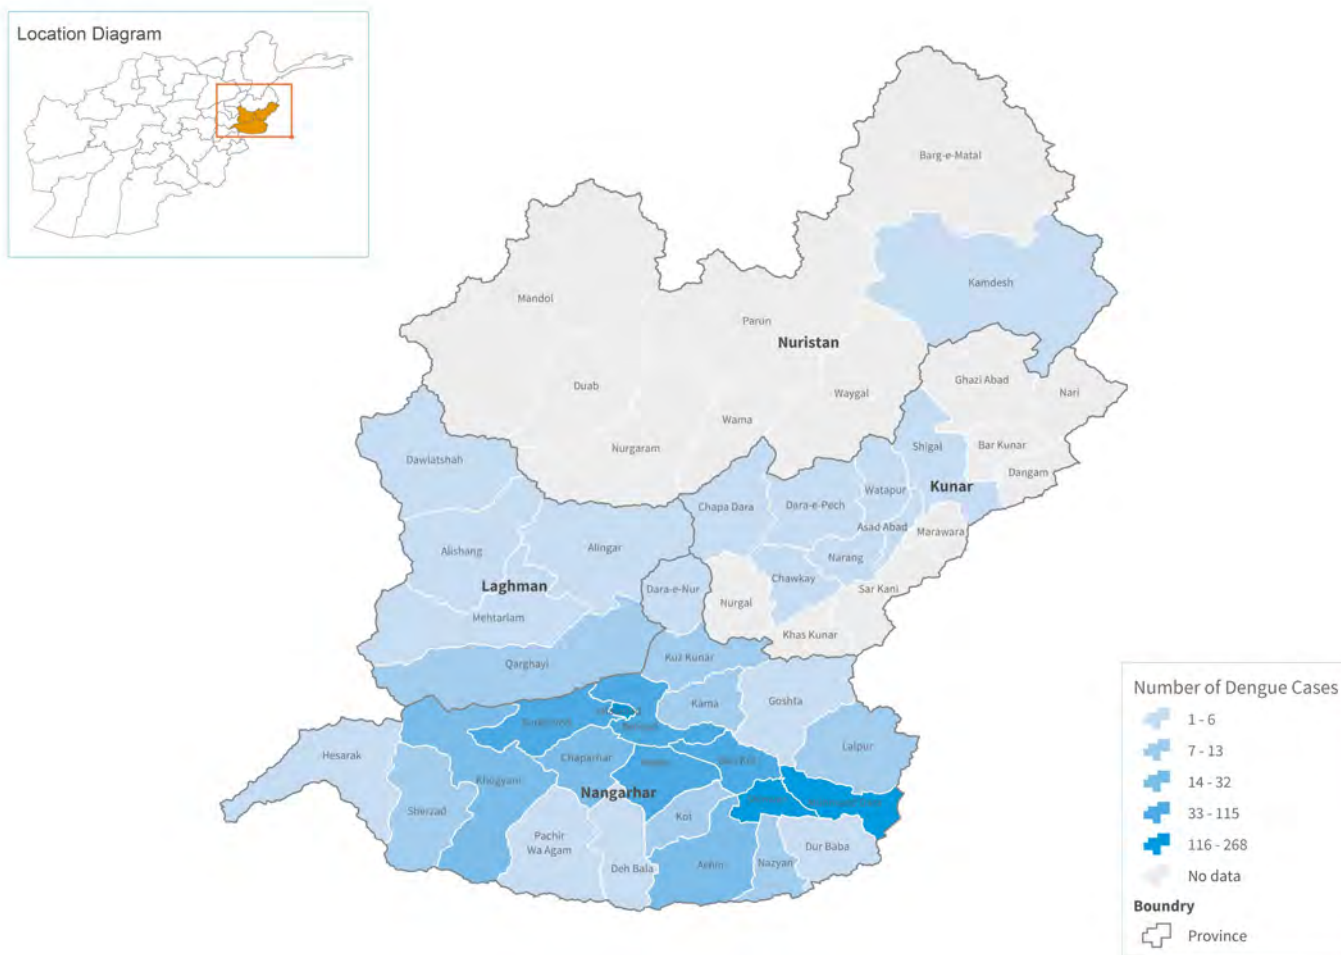 Location Diagram
Barg-e-Matal
Kamdesh
Mandol
Parun
Nuristan
Ghazi Abad
Duab
Waygal
Nari
Wama
Nurgaram
Shigal
Bar Kunar
Dawlatshah
Dangam
Watapur
Kunar
Chapa Dara
Dara-e-Pech
Asad Abad
Marawara
Alishang
Alingar
Narang
Chawkay
Laghman
Dara-e-Nur
Sar Kani
Nurgal
Mehtarlam
Khas Kunar
Qarghayi
Kuz Kunar
Kama
Goshta
Lalpur
Hesarak
Chaparhar
Khogyani
Nangarhar
Sherzad
Kot
Pachir
Wa Agam
Dur Baba
Deh Bala
Achin
Nazyan
Number of Dengue Cases
1 - 6
7 - 13
14 - 32
33 - 115
116 - 268
No data
Boundry
Province